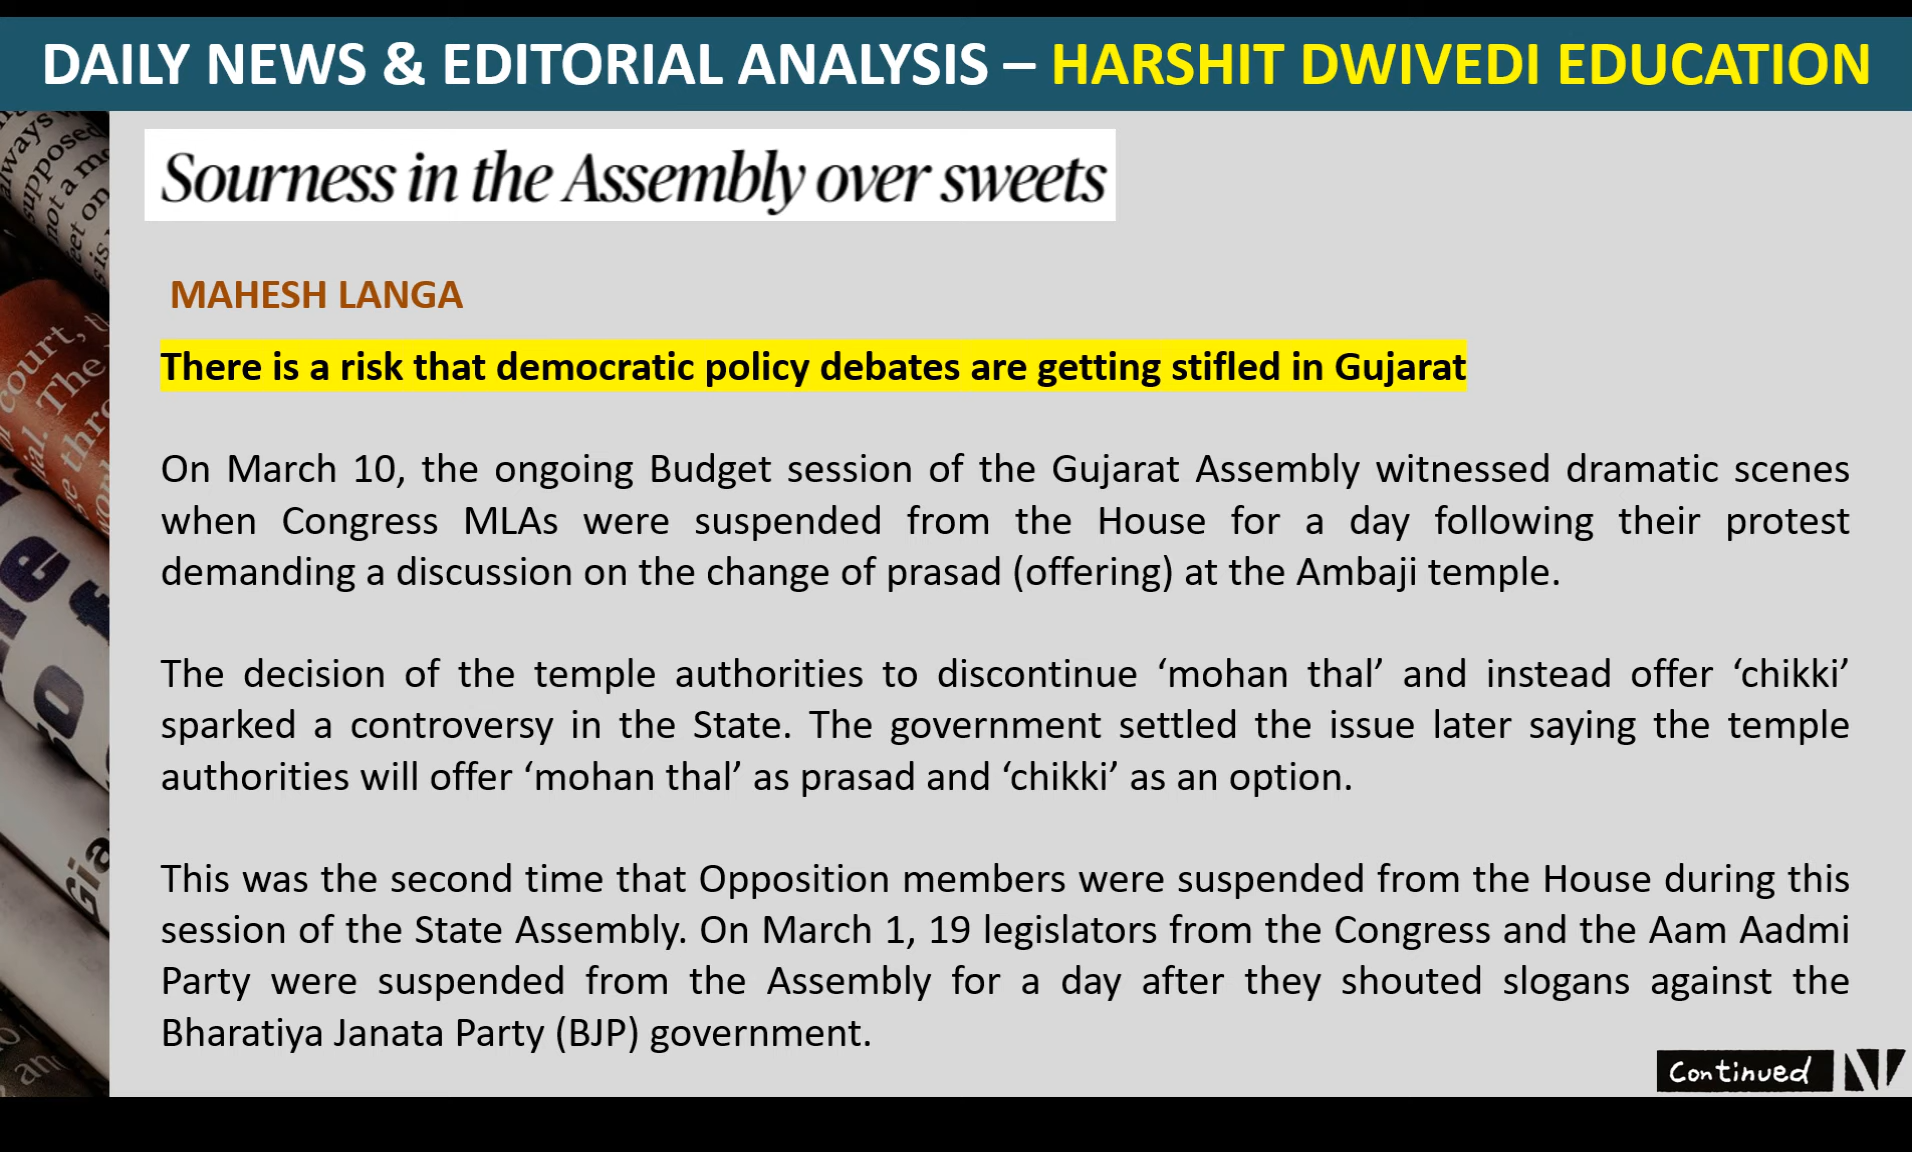 DAILY NEWS & EDITORIAL ANALYSIS – HARSHIT DWIVEDI EDUCATION
Sourness in the Assembly over sweets
MAHESH LANGA
There is a risk that democratic policy debates are getting stifled in Gujarat
On March 10, the ongoing Budget session of the Gujarat Assembly witnessed dramatic scenes
when Congress MLAs were suspended from the House for a day following their protest
demanding a discussion on the change of prasad (offering) at the Ambaji temple.
The decision of the temple authorities to discontinue ‘mohan thal’ and instead offer ‘chikki’
sparked a controversy in the State. The government settled the issue later saying the temple
authorities will offer ‘mohan thal’ as prasad and ‘chikki’ as an option.
This was the second time that Opposition members were suspended from the House during this
session of the State Assembly. On March 1, 19 legislators from the Congress and the Aam Aadmi
Party were suspended from the Assembly for a day after they shouted slogans against the
Bharatiya Janata Party (BJP) government.
Continued
always
supposed
not a
court,
The